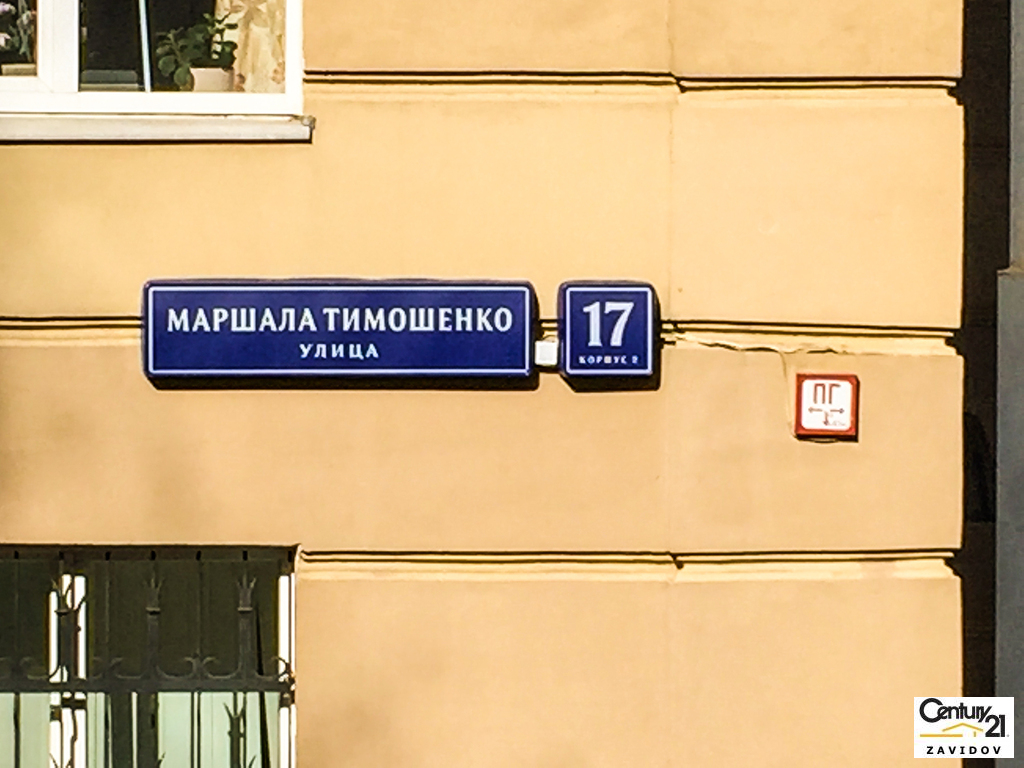 МАРШАЛА ТИМОШЕНКО
УЛИЦА
17
КОРПУС 2
ПГ
Century 21
ZAVIDOV